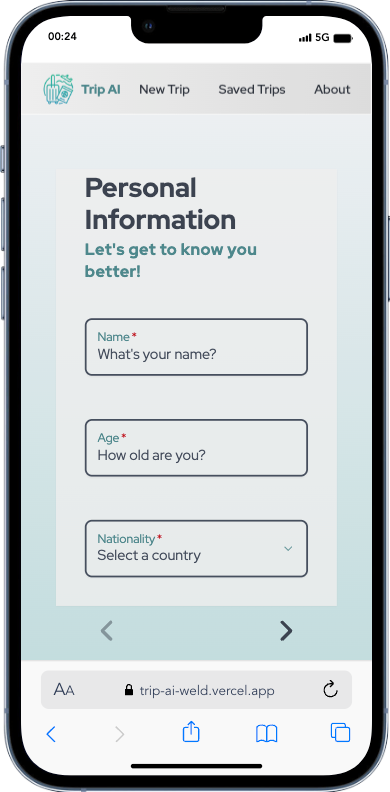 00:24 5G
Trip AI New Trip Saved Trips About
Personal
Information
Let's get to know you
better!
Name*
What's your name?
Age*
How old are you?
Nationality*
Select a country
AA trip-ai-weld.vercel.app